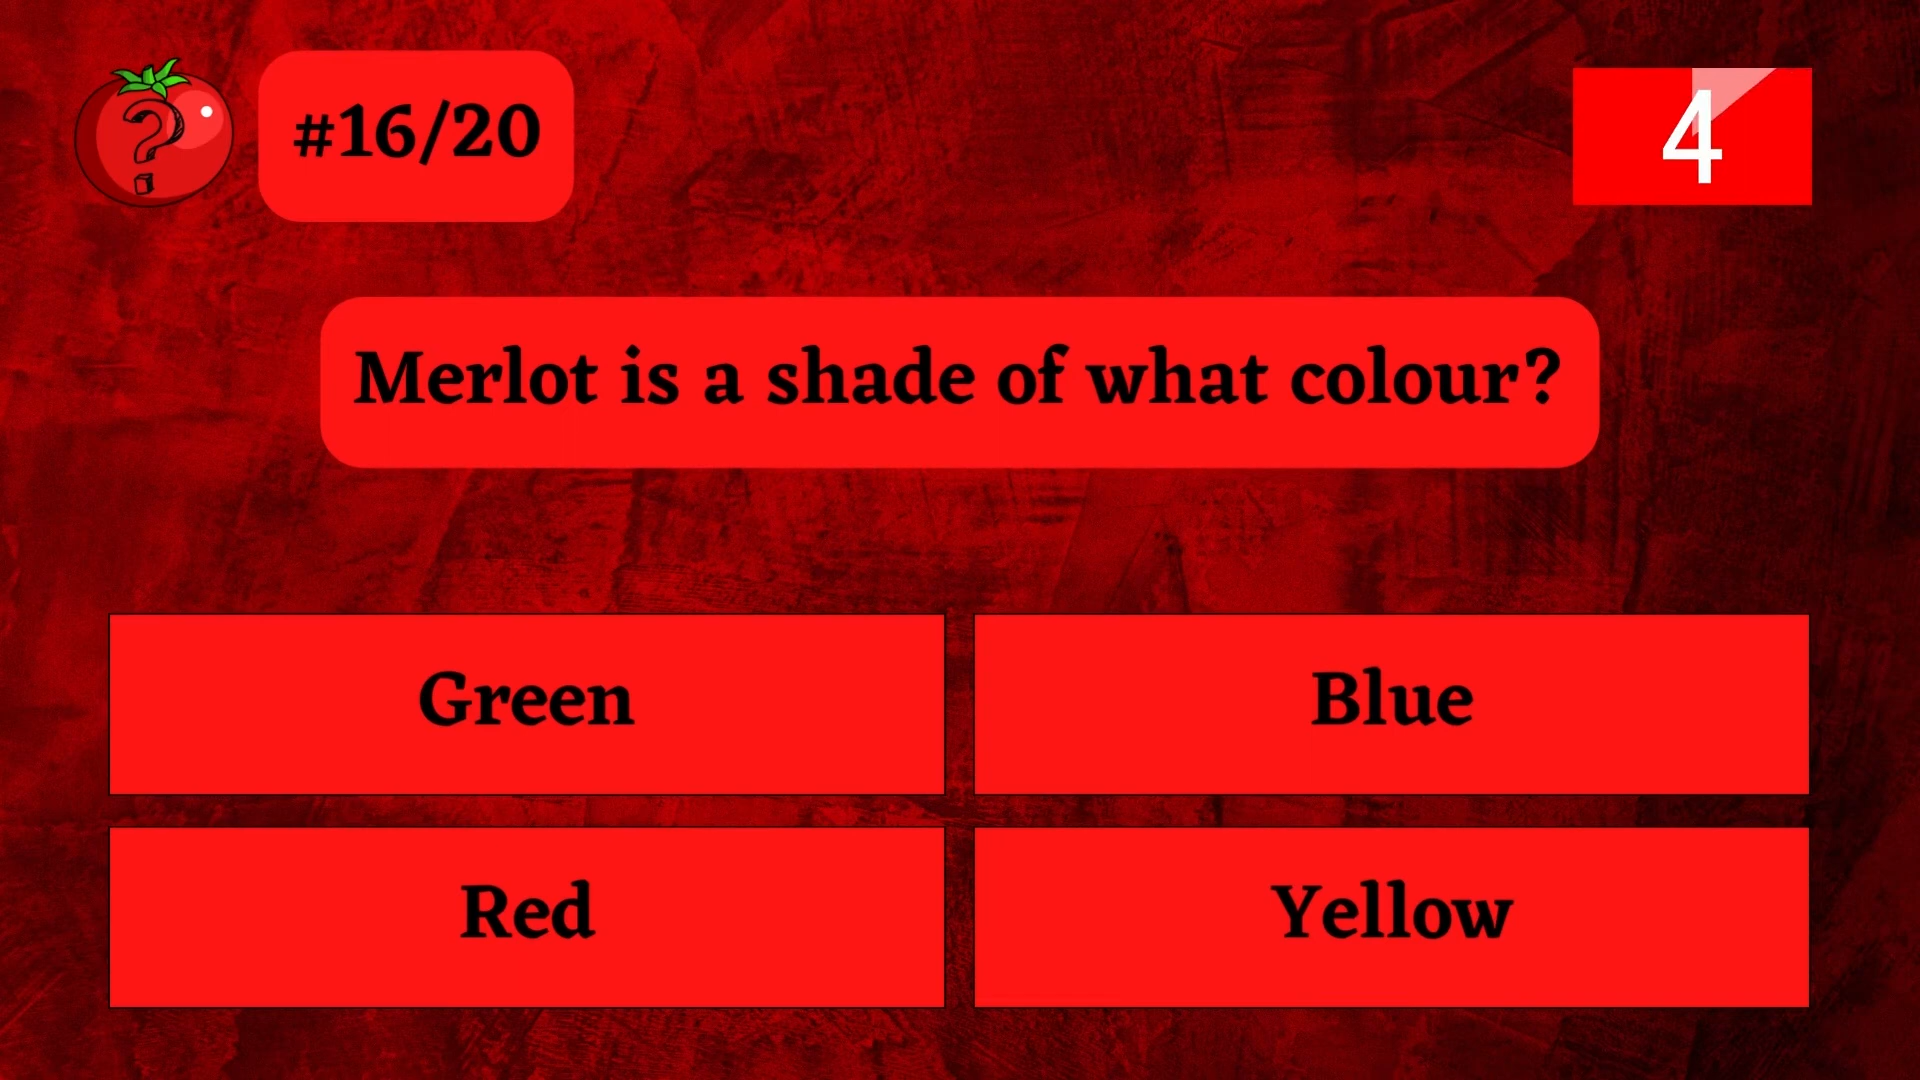 ?
#16/20
4
Merlot is a shade of what colour?
Green
Blue
Red
Yellow